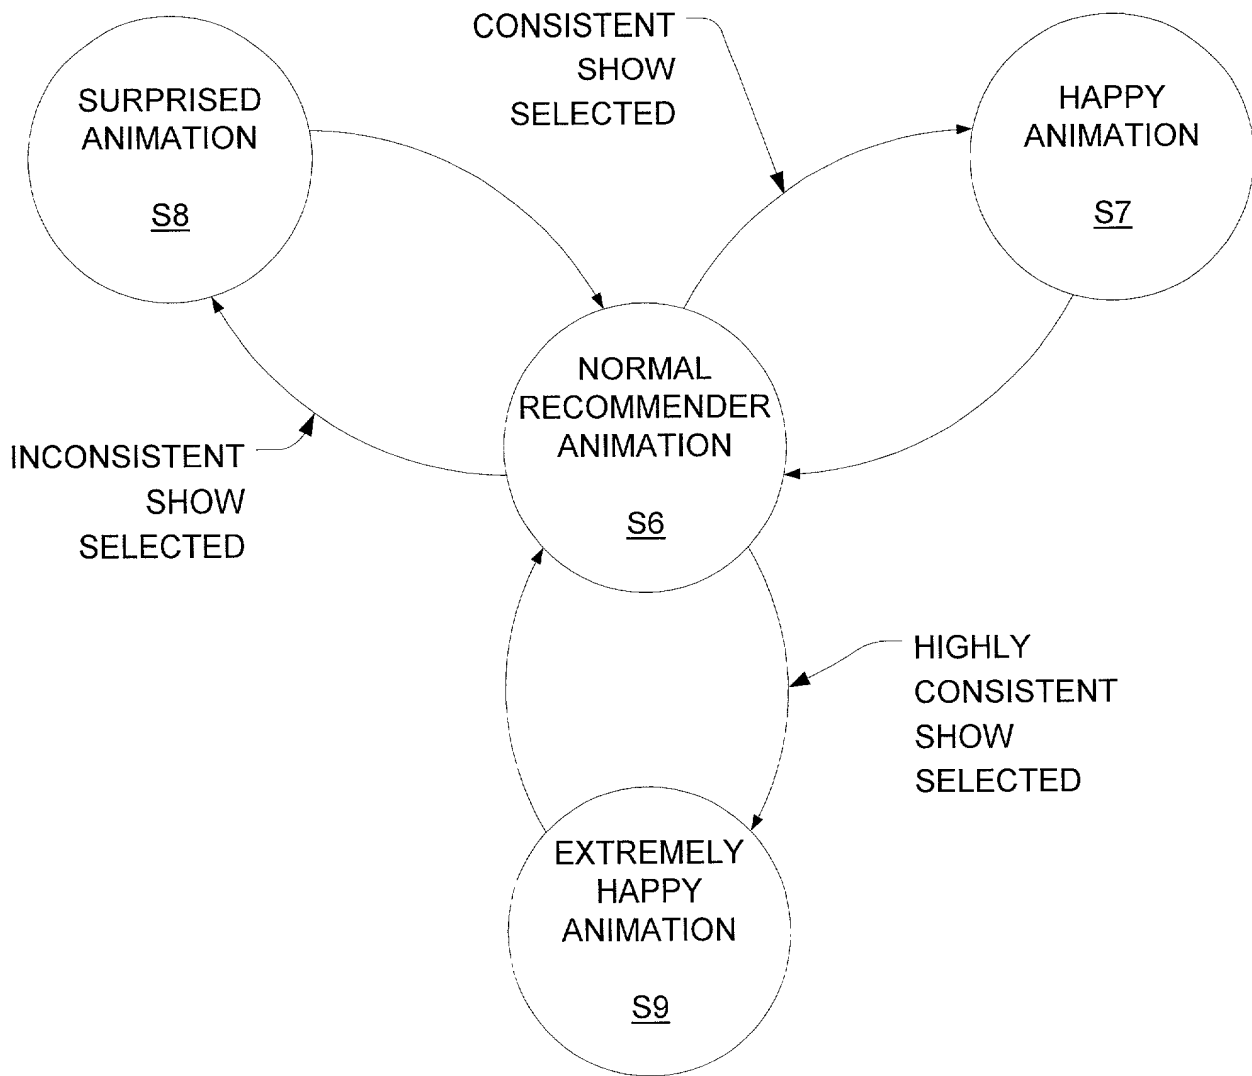 CONSISTENT
SHOW
SELECTED
SURPRISED
ANIMATION
S8
HAPPY
ANIMATION
S7
NORMAL
RECOMMENDER
ANIMATION
S6
INCONSISTENT
SHOW
SELECTED
HIGHLY
CONSISTENT
SHOW
SELECTED
EXTREMELY
HAPPY
ANIMATION
S9